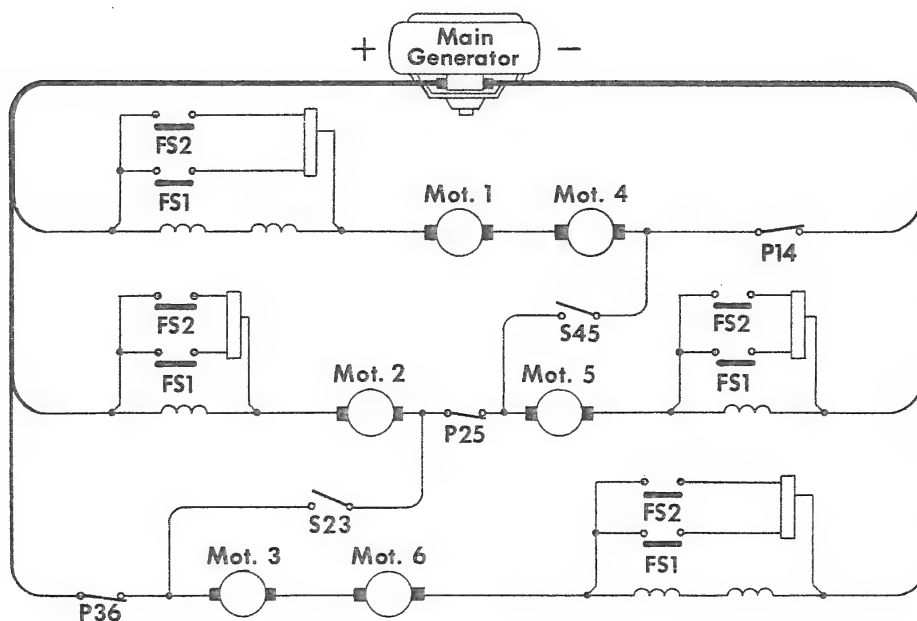 + Main Generator −
FS2
FS1
Mot. 1 Mot. 4
P14
FS2
FS1
S45
FS2
FS1
Mot. 2
Mot. 5
P25
S23
FS2
FS1
Mot. 3 Mot. 6
P36